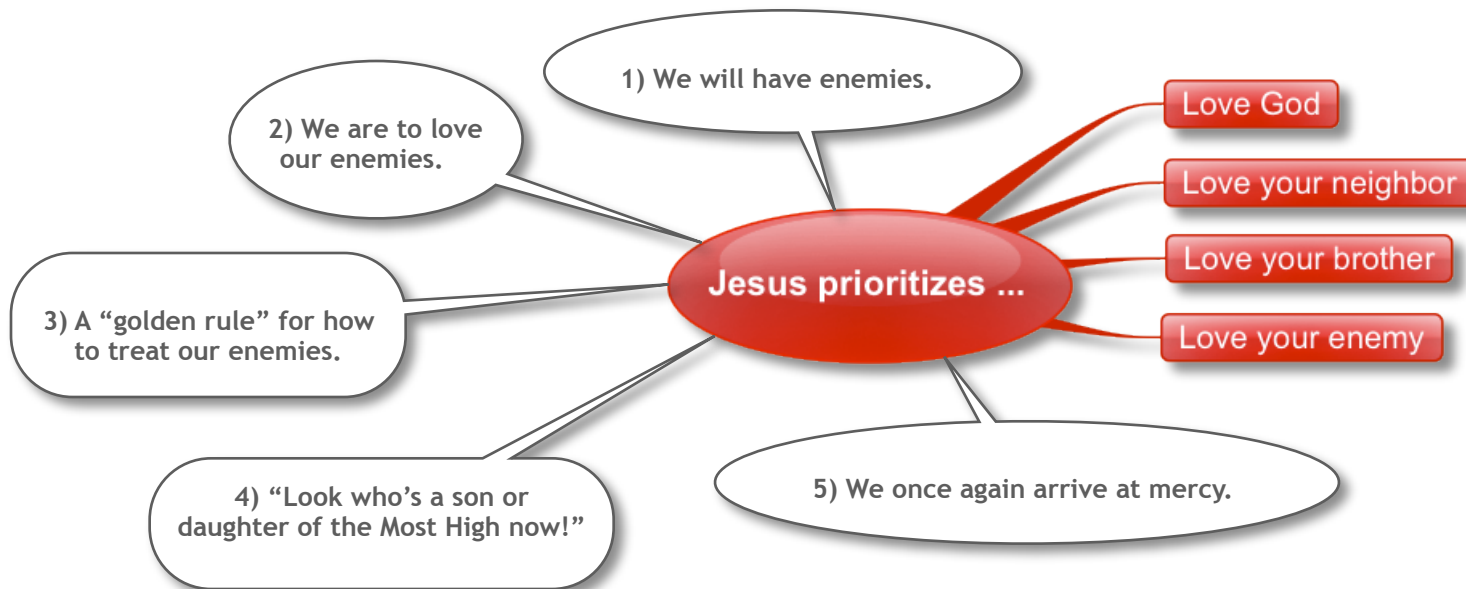 1) We will have enemies.
2) We are to love
our enemies.
3) A “golden rule” for how
to treat our enemies.
4) “Look who’s a son or
daughter of the Most High now!”
5) We once again arrive at mercy.
Jesus prioritizes ...
Love God
Love your neighbor
Love your brother
Love your enemy